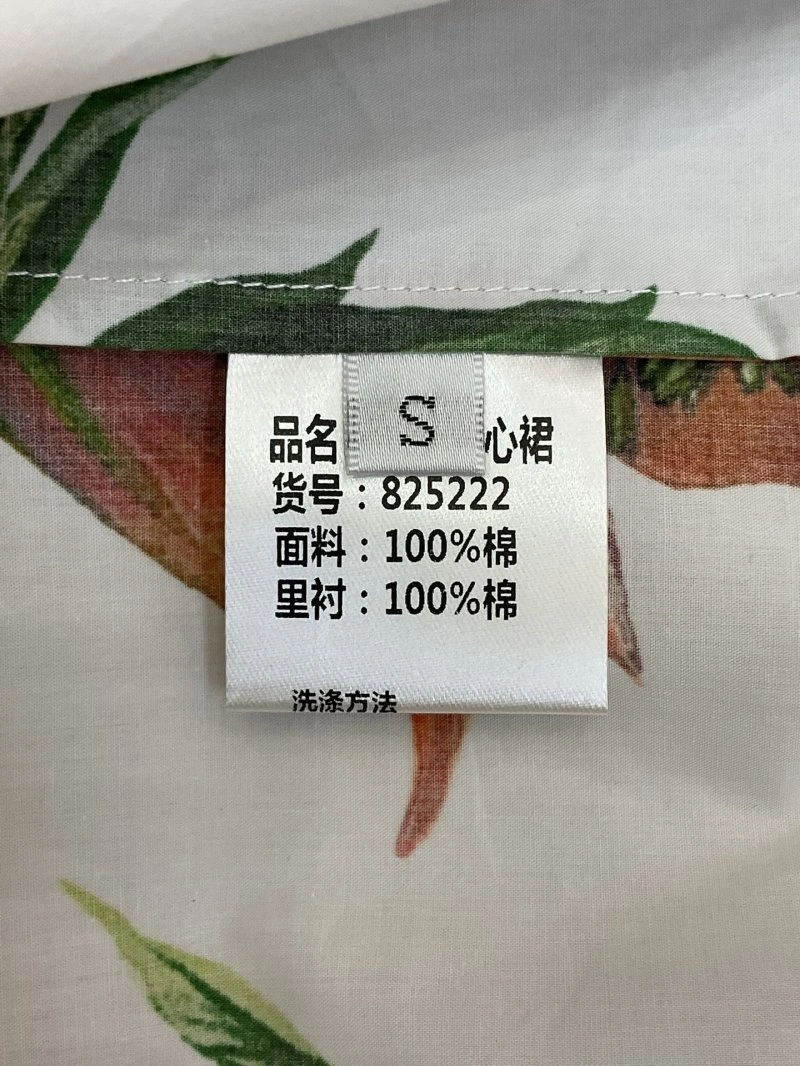 S
品名 心裙
货号：825222
面料：100%棉
里衬：100%棉
洗涤方法